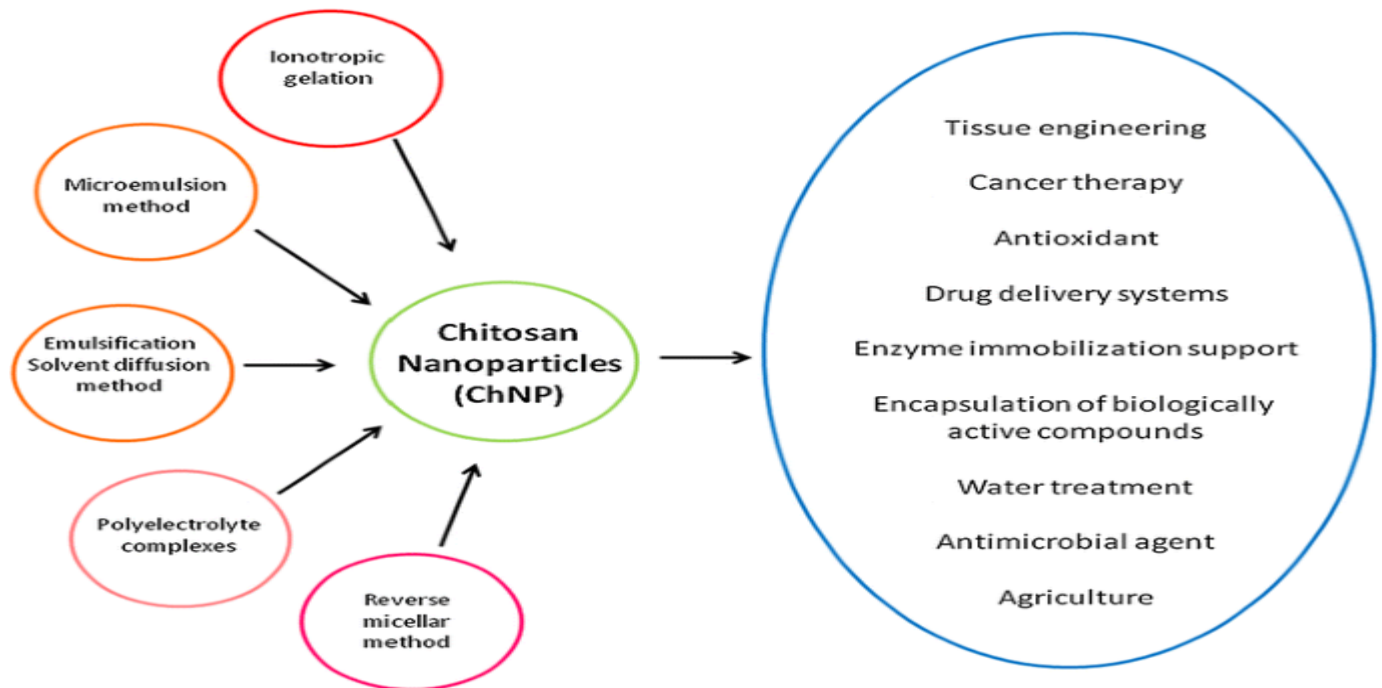 Ionotropic
gelation
Microemulsion
method
Emulsification
Solvent diffusion
method
Polyelectrolyte
complexes
Reverse
micellar
method
Chitosan
Nanoparticles
(ChNP)
Tissue engineering
Cancer therapy
Antioxidant
Drug delivery systems
Enzyme immobilization support
Encapsulation of biologically
active compounds
Water treatment
Antimicrobial agent
Agriculture